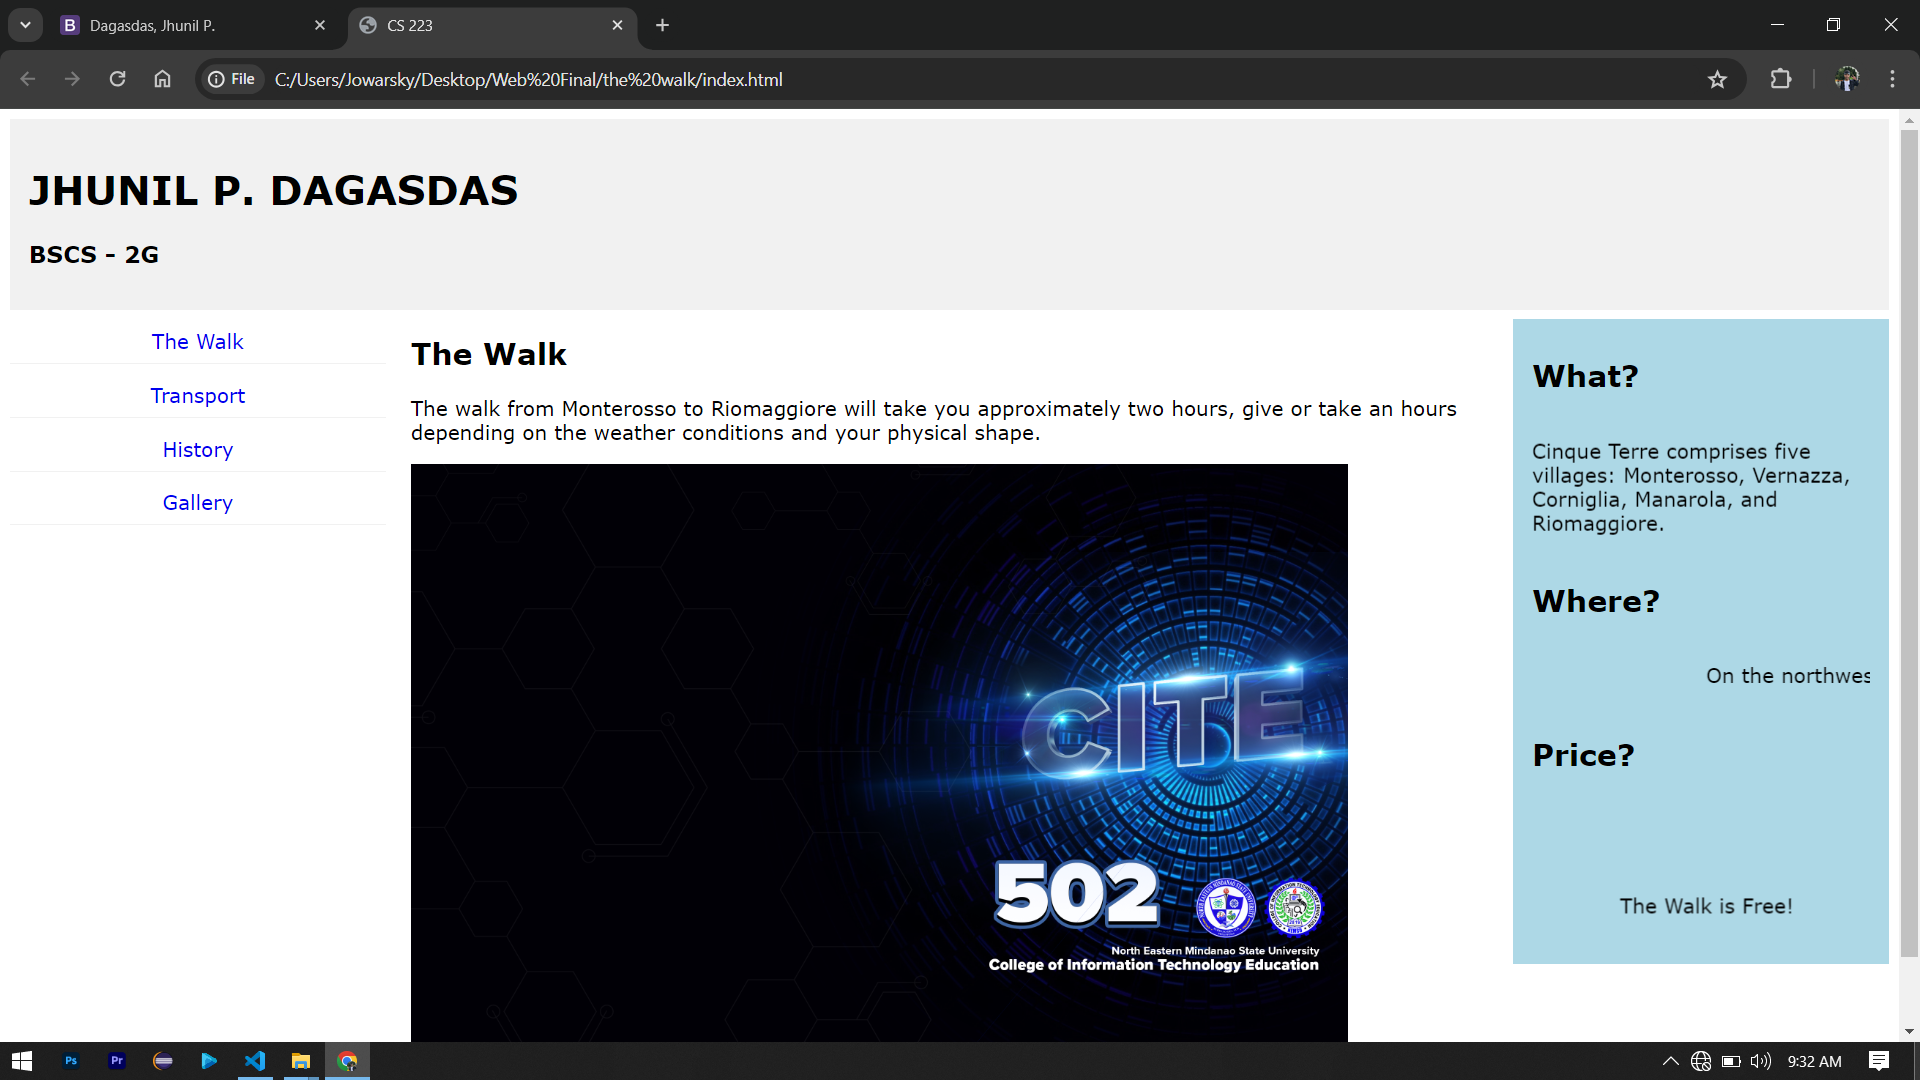 B Dagasdas, Jhunil P.
CS 223
File C:/Users/Jowarsky/Desktop/Web%20Final/the%20walk/index.html
JHUNIL P. DAGASDAS
BSCS - 2G
The Walk
Transport
History
Gallery
The Walk
The walk from Monterosso to Riomaggiore will take you approximately two hours, give or take an hours
depending on the weather conditions and your physical shape.
CITE
502
North Eastern Mindanao State University
College of Information Technology Education
What?
Cinque Terre comprises five
villages: Monterosso, Vernazza,
Corniglia, Manarola, and
Riomaggiore.
Where?
On the northwes
Price?
The Walk is Free!
Ps
Pr
9:32 AM